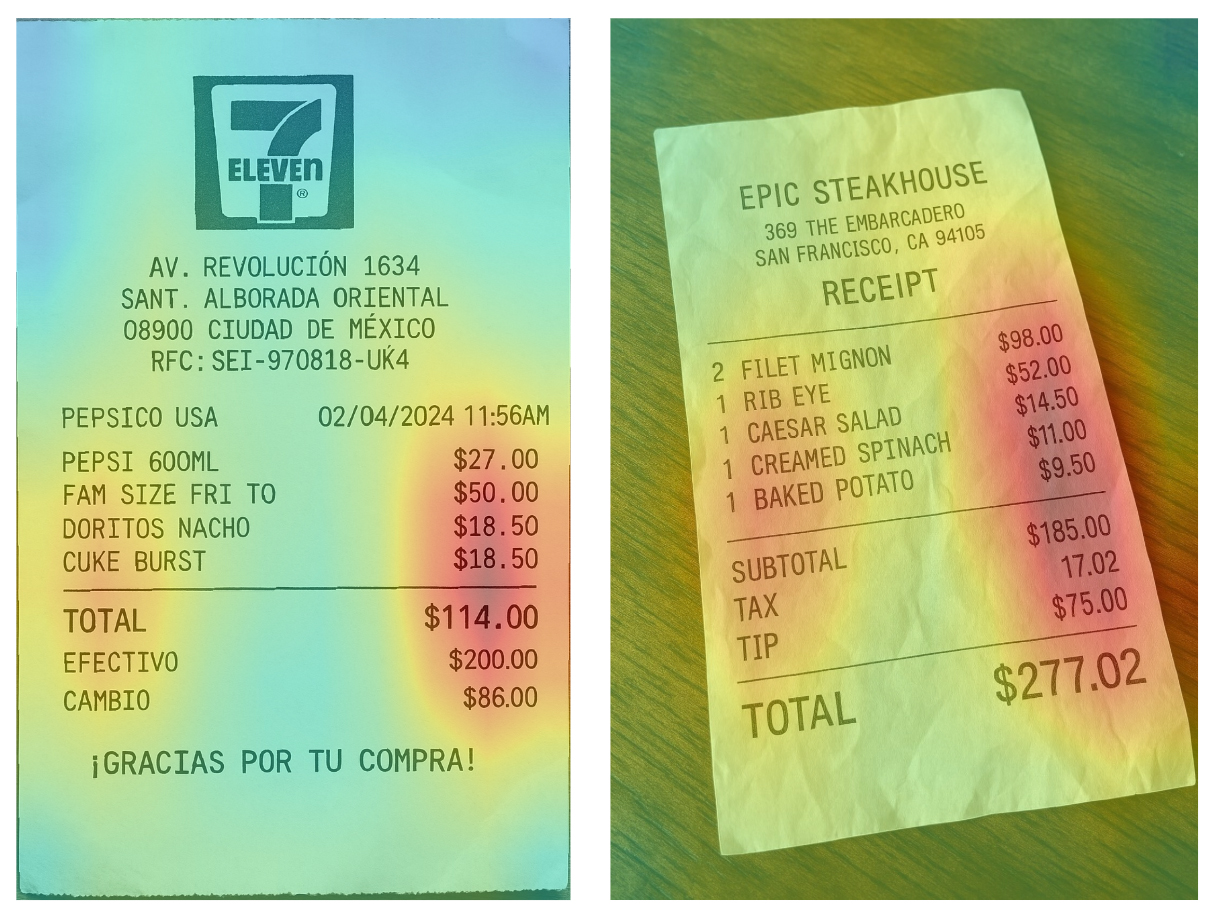 7
ELEVEn
®
AV. REVOLUCIÓN 1634
SANT. ALBORADA ORIENTAL
08900 CIUDAD DE MÉXICO
RFC: SEI-970818-UḰ4
PEPSICO USA 02/04/2024 11:56AM
PEPSI 600ML $27.00
FAM SIZE FRI TO $50.00
DORITOS NACHO $18.50
CUKE BURST $18.50
TOTAL $114.00
EFECTIVO $200.00
CAMBIO $86.00
¡GRACIAS POR TU COMPRA!
EPIC STEAKHOUSE
369 THE EMBARCADERO
SAN FRANCISCO, CA 94105
RECEIPT
2 FILET MIGNON $98.00
1 RIB EYE $52.00
1 CAESAR SALAD $14.50
1 CREAMED SPINACH $11.00
1 BAKED POTATO $9.50
SUBTOTAL $185.00
TAX 17.02
TIP $75.00
TOTAL $277.02